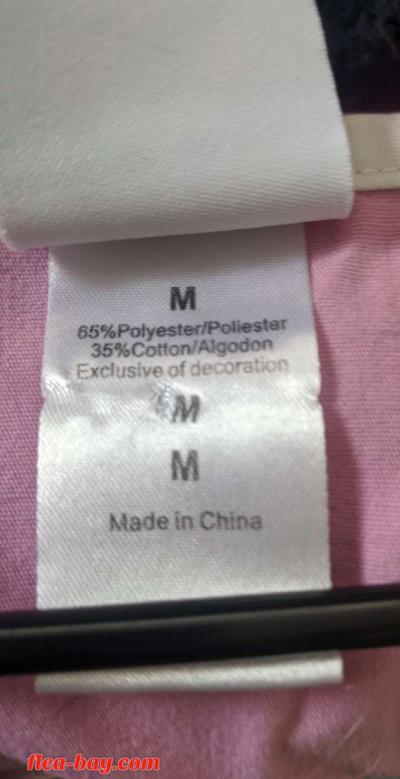 M
65%Polyester/Poliester
35%Cotton/Algodon
Exclusive of decoration
M
M
Made in China
flea-bay.com